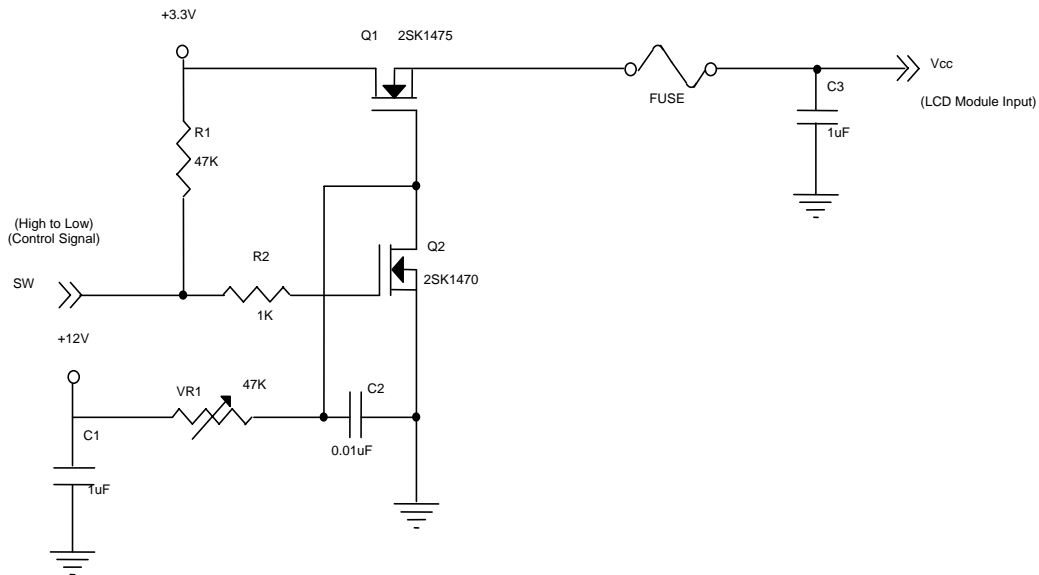 +3.3V
Q1 2SK1475
Vcc
(LCD Module Input)
FUSE
C3
1uF
R1
47K
(High to Low)
(Control Signal)
SW
R2
1K
Q2
2SK1470
+12V
VR1
47K
C2
0.01uF
C1
1uF